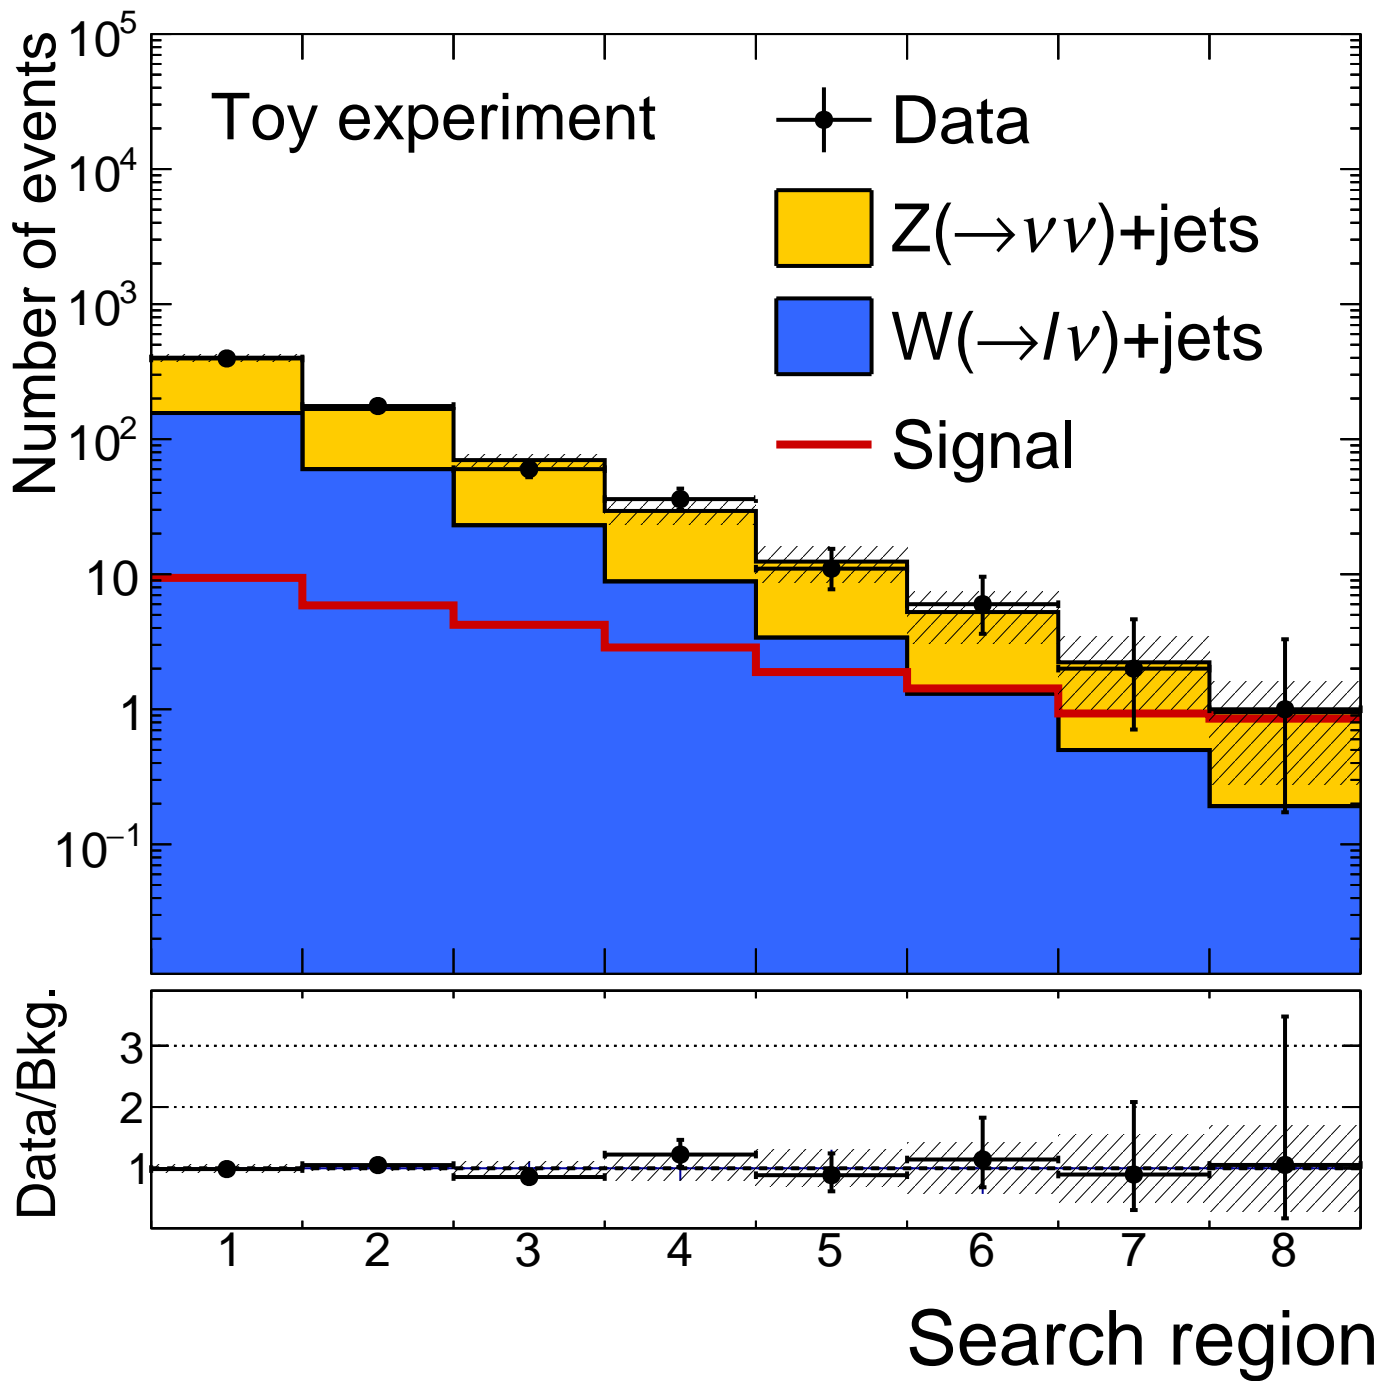 Number of events
10⁵
10⁴
10³
10²
10
1
10⁻¹
Toy experiment
Data
Z(→νν)+jets
W(→lν)+jets
Signal
Data/Bkg.
3
2
1
1 2 3 4 5 6 7 8
Search region